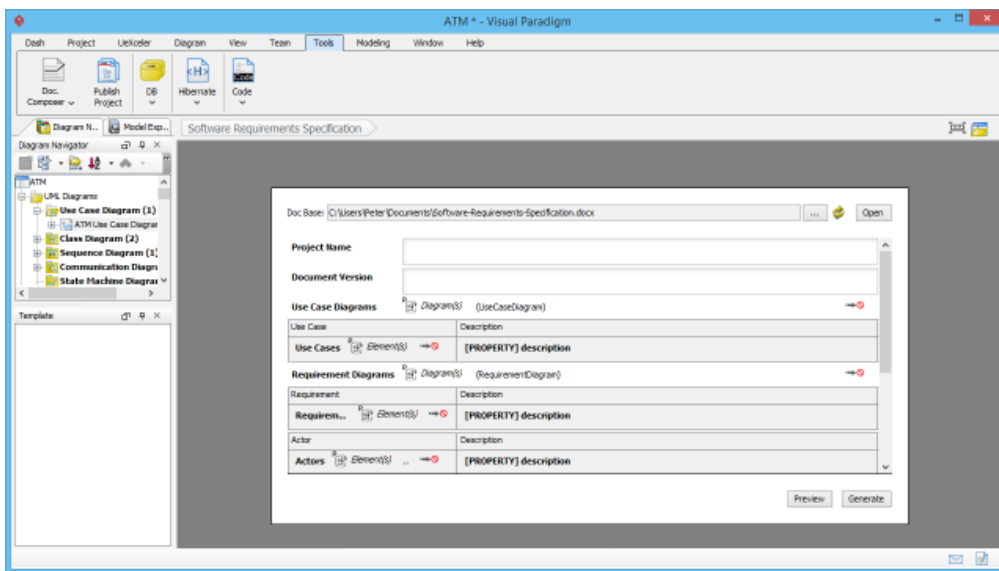 ATM * - Visual Paradigm
Dash Project UeXceler Diagram View Team Tools Modeling Window Help
Doc. Composer
Publish Project
DB
Hibernate
Code
Diagram N... Model Exp... Software Requirements Specification
Diagram Navigator
ATM
UML Diagrams
Use Case Diagram (1)
ATM Use Case Diagrar
Class Diagram (2)
Sequence Diagram (1)
Communication Diagra
State Machine Diagrar
Template
Doc Base: C:\Users\Peter\Documents\Software-Requirements-Specification.docx ... Open
Project Name
Document Version
Use Case Diagrams Diagram(s) (UseCaseDiagram)
Use Case Description
Use Cases Element(s) [PROPERTY] description
Requirement Diagrams Diagram(s) (RequirementDiagram)
Requirement Description
Requirem... Element(s) [PROPERTY] description
Actor Description
Actors Element(s) .. [PROPERTY] description
Preview Generate